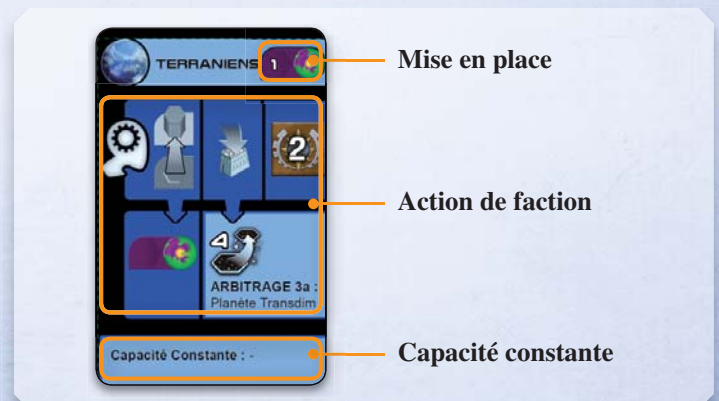 TERRANIENS 1
Mise en place
2
Action de faction
4
ARBITRAGE 3a :
Planète Transdim
Capacité Constante : -
Capacité constante